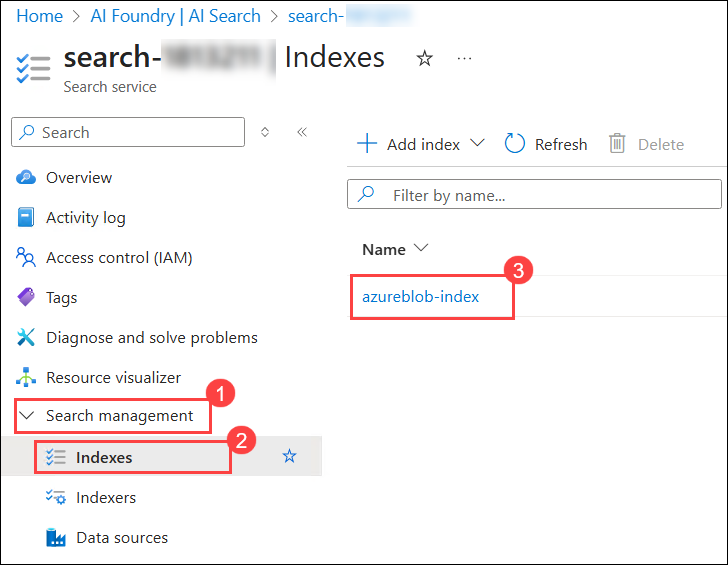 Home > AI Foundry | AI Search > search-
search- Indexes
Search service
Search
Add index
Refresh
Delete
Overview
Filter by name...
Activity log
Name
Access control (IAM)
3
azureblob-index
Tags
Diagnose and solve problems
Resource visualizer
1
Search management
2
Indexes
Indexers
Data sources